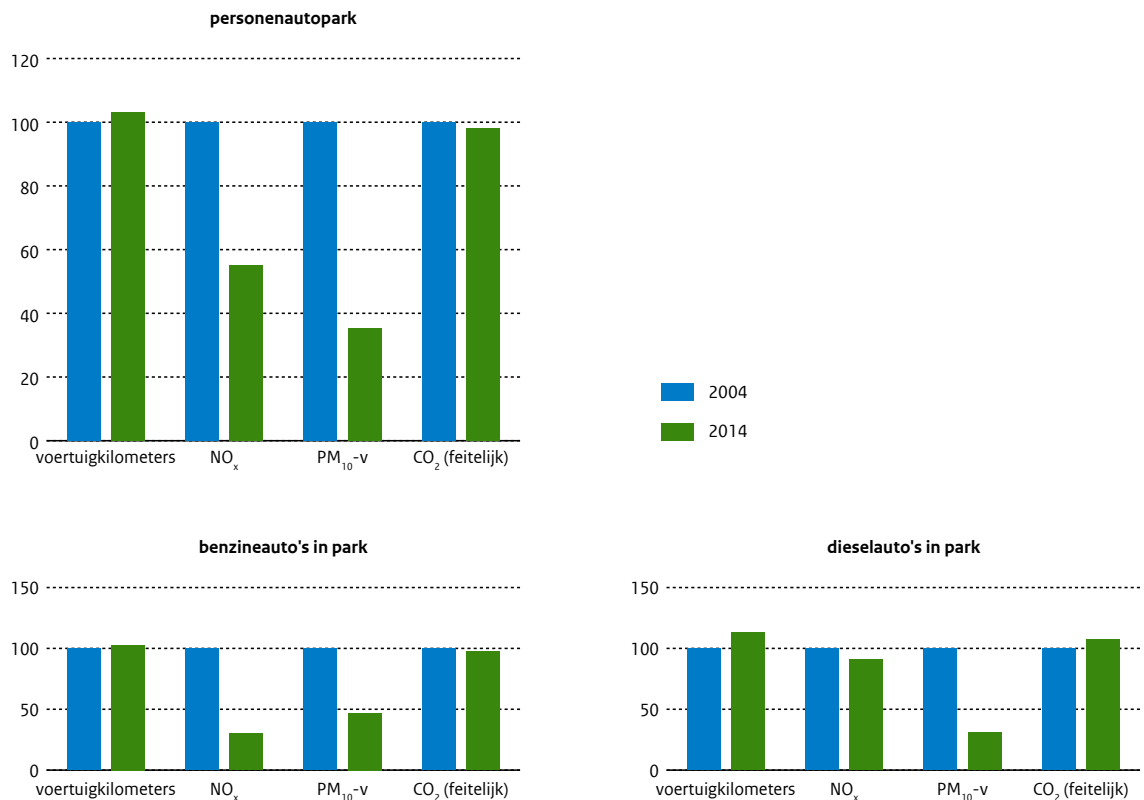 personenautopark
120
100
80
60
40
20
0
voertuigkilometers NOx PM10-v CO2 (feitelijk)
2004
2014
benzineauto's in park
150
100
50
0
voertuigkilometers NOx PM10-v CO2 (feitelijk)
dieselauto's in park
150
100
50
0
voertuigkilometers NOx PM10-v CO2 (feitelijk)